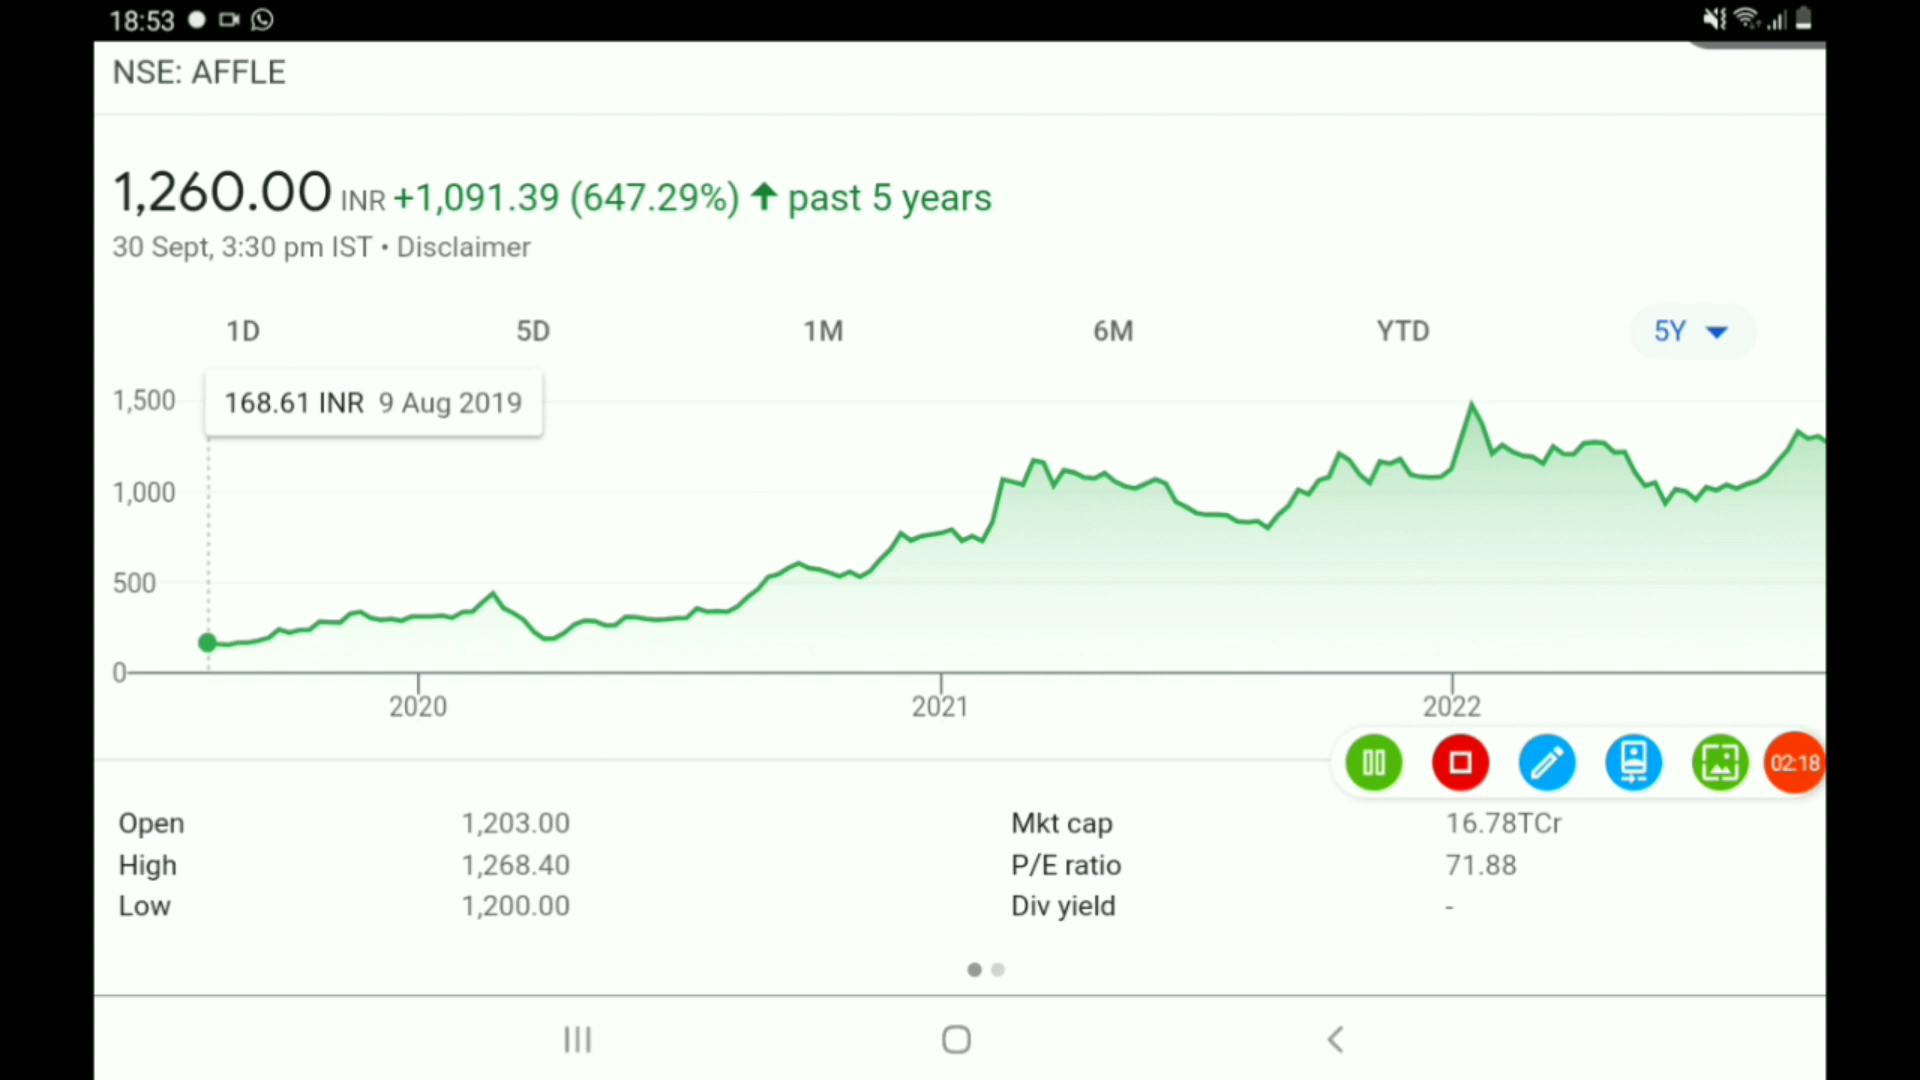 18:53
NSE: AFFLE
1,260.00 INR +1,091.39 (647.29%) ↑ past 5 years
30 Sept, 3:30 pm IST • Disclaimer
1D 5D 1M 6M YTD 5Y
168.61 INR 9 Aug 2019
1,500
1,000
500
0
2020 2021 2022
02:18
Open 1,203.00 Mkt cap 16.78TCr
High 1,268.40 P/E ratio 71.88
Low 1,200.00 Div yield -